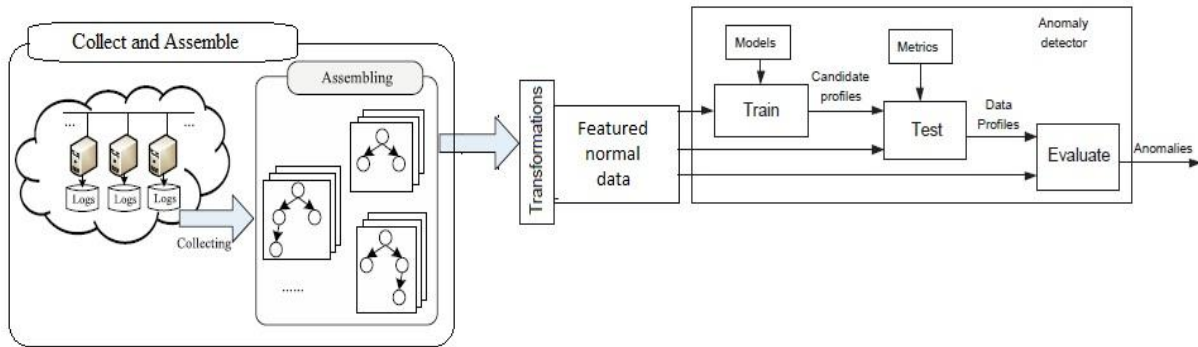 Collect and Assemble
Assembling
...
...
Logs
Logs
Logs
Collecting
......
Transformations
Featured
normal
data
Models
Train
Candidate
profiles
Metrics
Test
Data
Profiles
Anomaly
detector
Evaluate
Anomalies